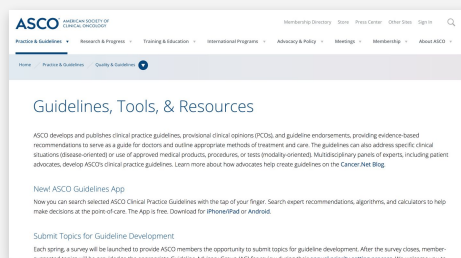 ASCO AMERICAN SOCIETY OF
CLINICAL ONCOLOGY
Membership Directory Store Press Center Other Sites Sign in
Practice & Guidelines Research & Progress Training & Education International Programs Advocacy & Policy Meetings Membership About ASCO
Home Practice & Guidelines Quality & Guidelines
Guidelines, Tools, & Resources
ASCO develops and publishes clinical practice guidelines, provisional clinical opinions (PCOs), and guideline endorsements, providing evidence-based
recommendations to serve as a guide for doctors and outline appropriate methods of treatment and care. The guidelines can also address specific clinical
situations (disease-oriented) or use of approved medical products, procedures, or tests (modality-oriented). Multidisciplinary panels of experts, including patient
advocates, develop ASCO's clinical practice guidelines. Learn more about how advocates help create guidelines on the Cancer.Net Blog.
New! ASCO Guidelines App
Now you can search selected ASCO Clinical Practice Guidelines with the tap of your finger. Search expert recommendations, algorithms, and calculators to help
make decisions at the point-of-care. The App is free. Download for iPhone/iPad or Android.
Submit Topics for Guideline Development
Each spring, a survey will be launched to provide ASCO members the opportunity to submit topics for guideline development. After the survey closes, member-